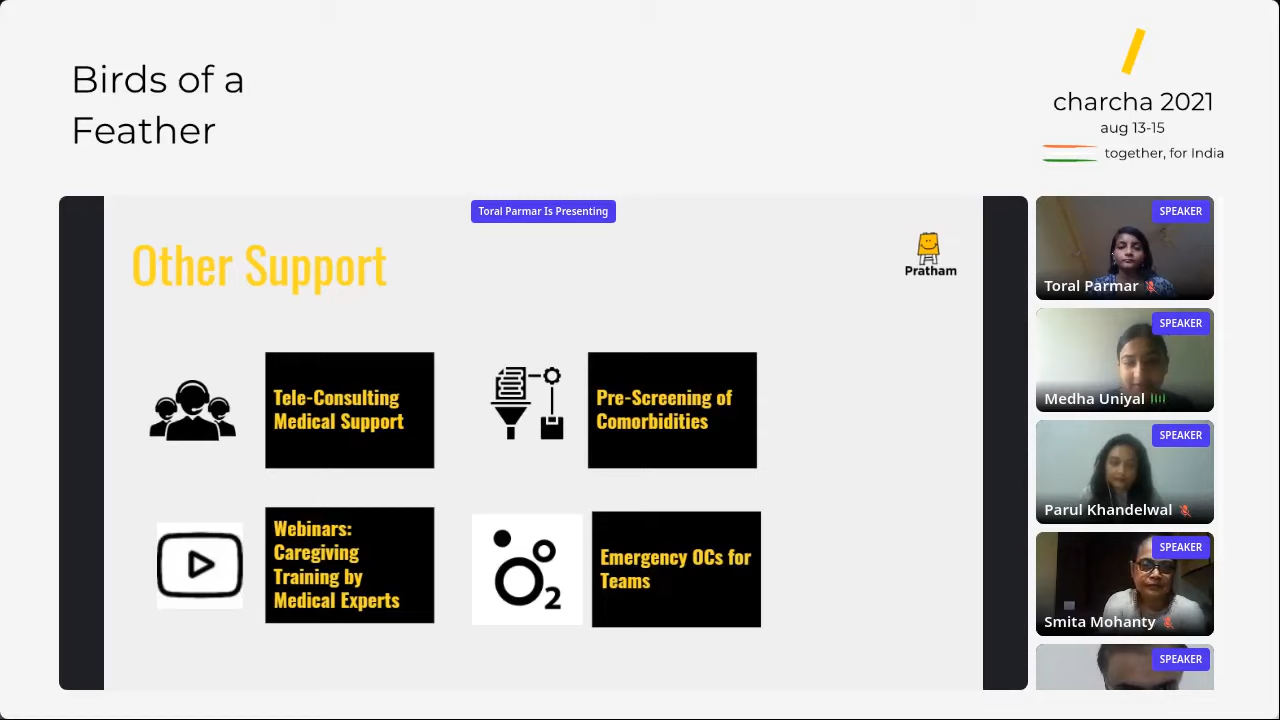 Birds of a
Feather
charcha 2021
aug 13-15
together, for India
Toral Parmar Is Presenting
Other Support
Pratham
Tele-Consulting
Medical Support
Pre-Screening of
Comorbidities
Webinars:
Caregiving
Training by
Medical Experts
O2
Emergency OCs for
Teams
SPEAKER
Toral Parmar
SPEAKER
Medha Uniyal
SPEAKER
Parul Khandelwal
SPEAKER
Smita Mohanty
SPEAKER